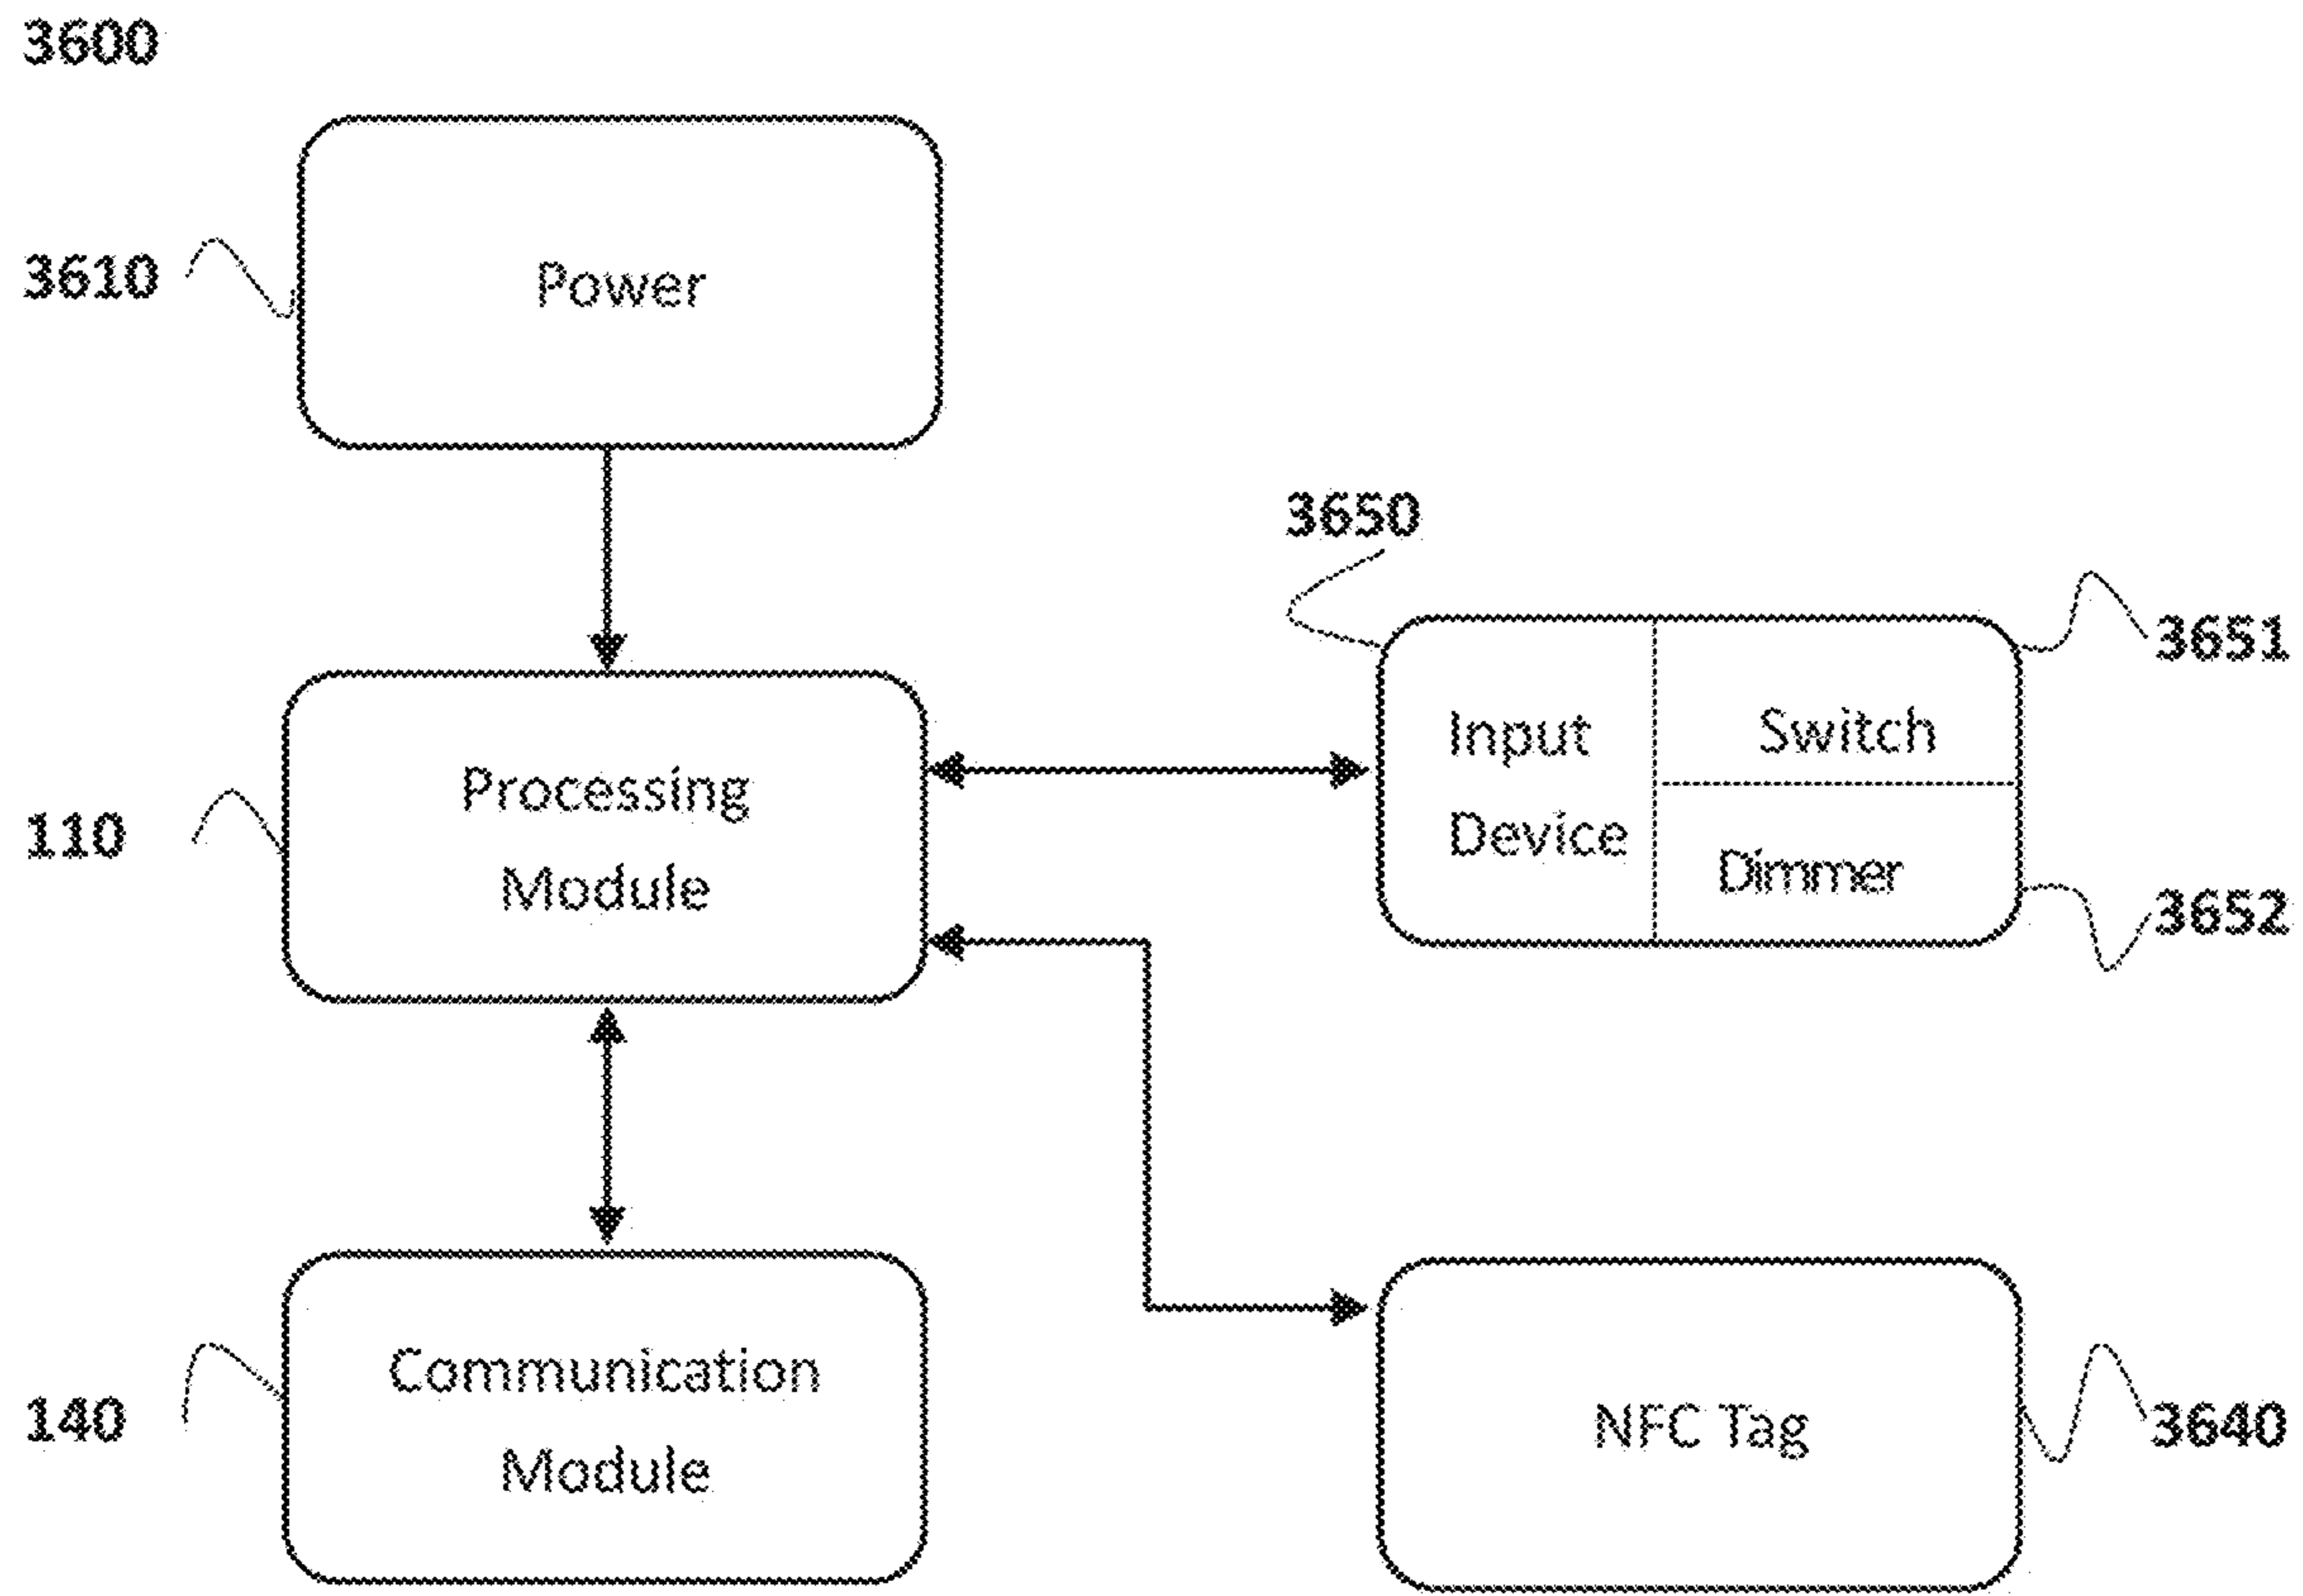 3600
3610
Power
3650
3651
110
Processing
Module
Input
Device
Switch
Dimmer
3652
140
Communication
Module
NFC Tag
3640